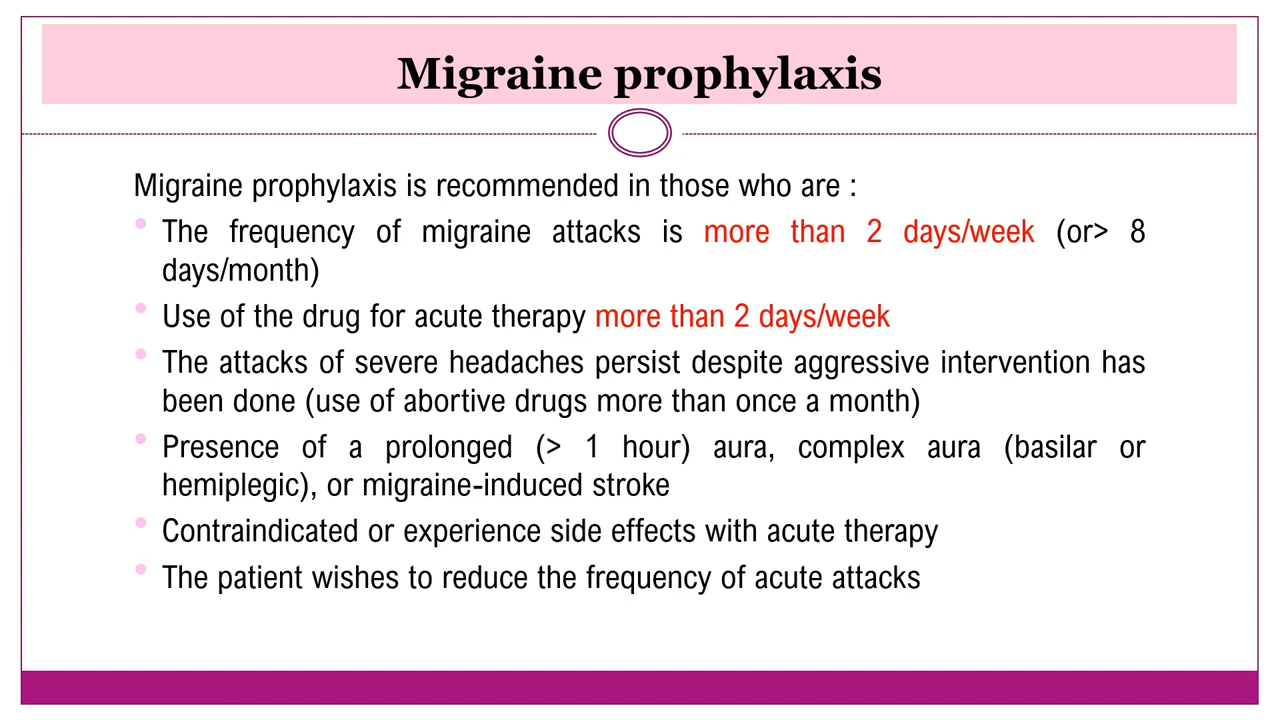 Migraine prophylaxis
Migraine prophylaxis is recommended in those who are :
• The frequency of migraine attacks is more than 2 days/week (or> 8
days/month)
• Use of the drug for acute therapy more than 2 days/week
• The attacks of severe headaches persist despite aggressive intervention has
been done (use of abortive drugs more than once a month)
• Presence of a prolonged (> 1 hour) aura, complex aura (basilar or
hemiplegic), or migraine-induced stroke
• Contraindicated or experience side effects with acute therapy
• The patient wishes to reduce the frequency of acute attacks